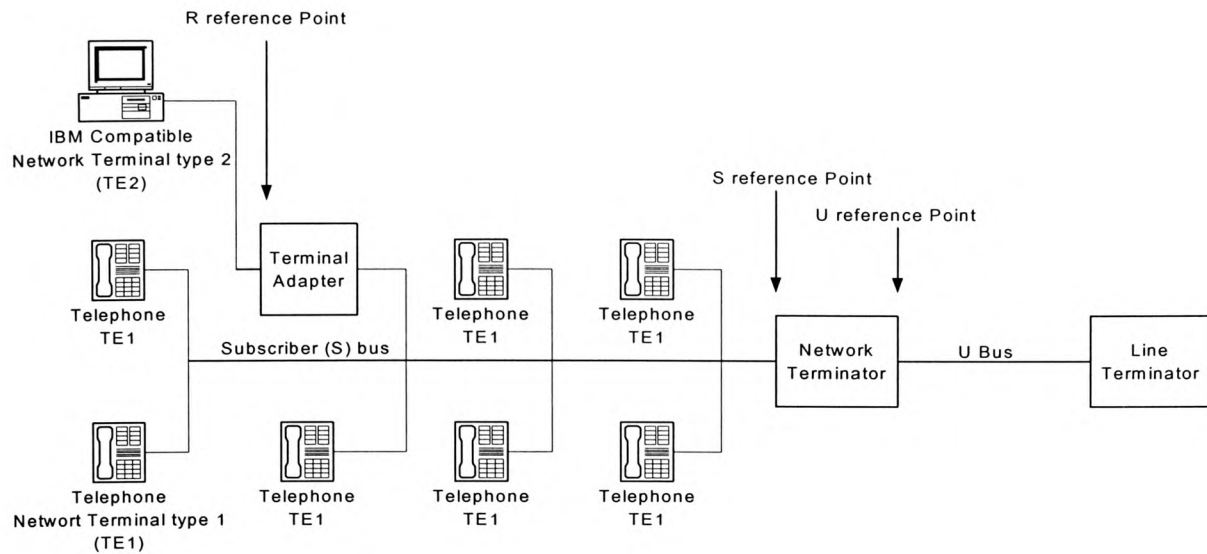 R reference Point
IBM Compatible
Network Terminal type 2
(TE2)
S reference Point
U reference Point
Terminal
Adapter
Telephone
TE1
Telephone
TE1
Telephone
TE1
Subscriber (S) bus
Network
Terminator
U Bus
Line
Terminator
Telephone
Networt Terminal type 1
(TE1)
Telephone
TE1
Telephone
TE1
Telephone
TE1